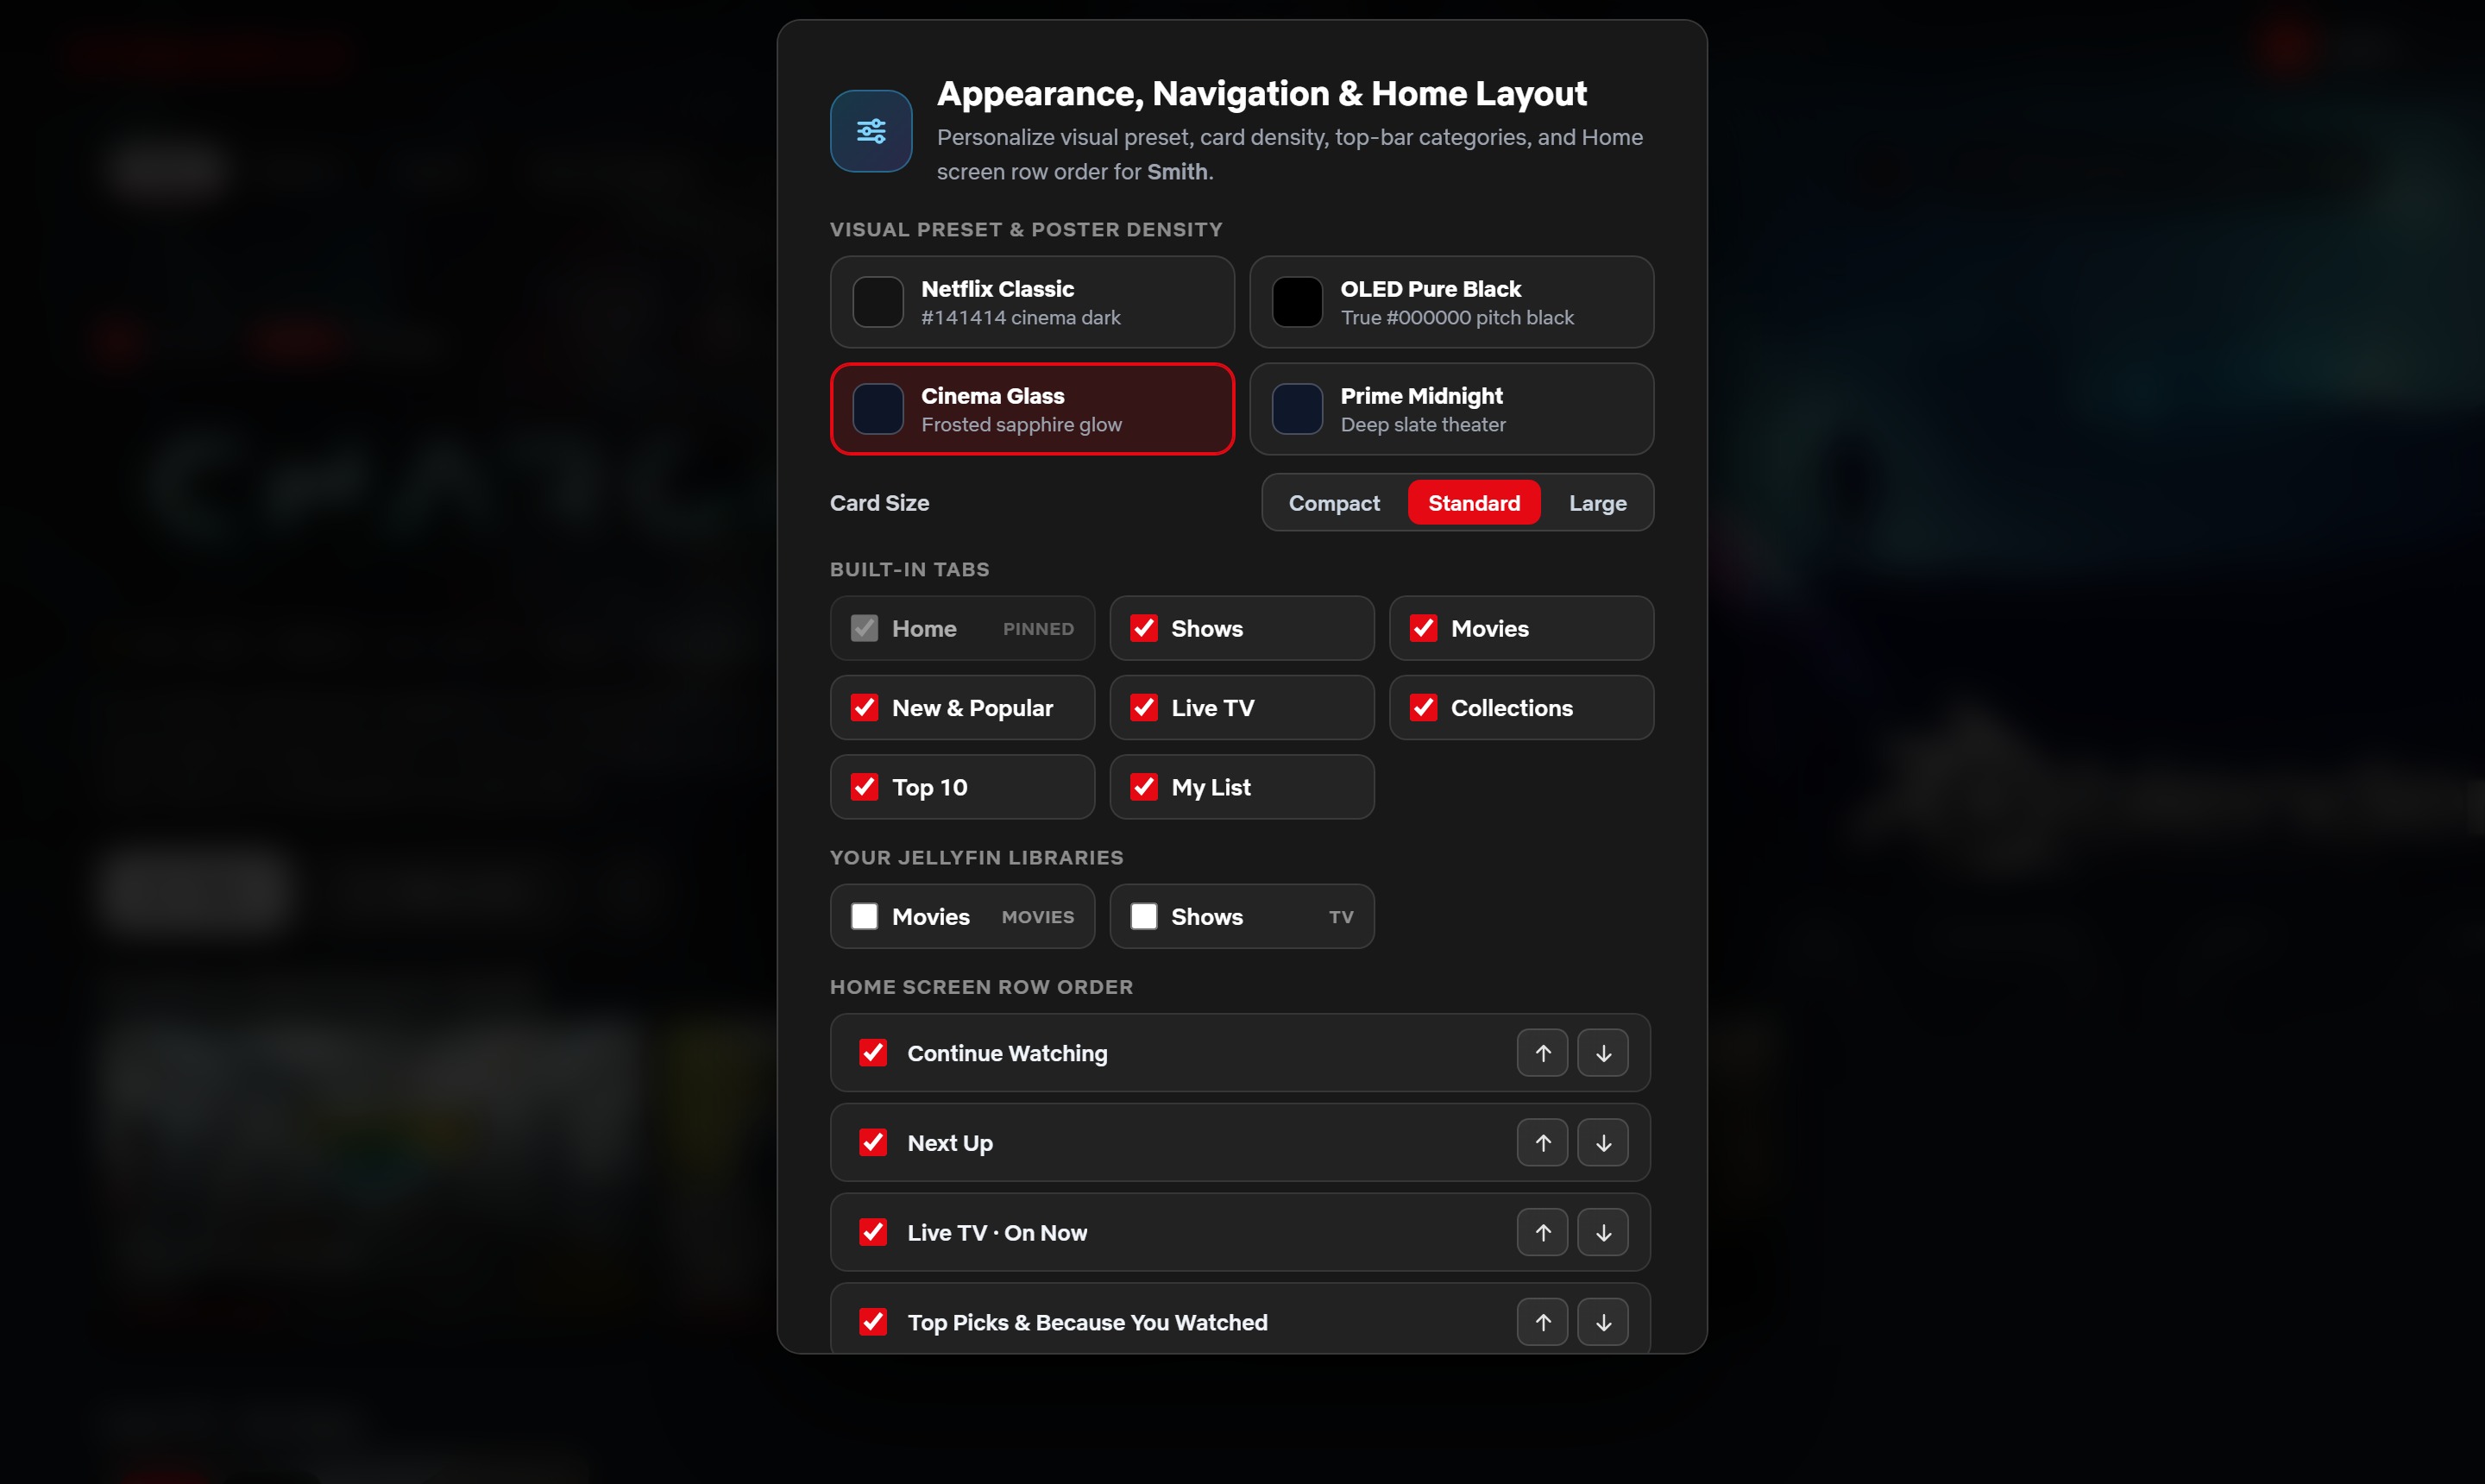 Appearance, Navigation & Home Layout
Personalize visual preset, card density, top-bar categories, and Home
screen row order for Smith.
VISUAL PRESET & POSTER DENSITY
Netflix Classic
#141414 cinema dark
OLED Pure Black
True #000000 pitch black
Cinema Glass
Frosted sapphire glow
Prime Midnight
Deep slate theater
Card Size
Compact
Standard
Large
BUILT-IN TABS
Home PINNED
Shows
Movies
New & Popular
Live TV
Collections
Top 10
My List
YOUR JELLYFIN LIBRARIES
Movies MOVIES
Shows TV
HOME SCREEN ROW ORDER
Continue Watching
Next Up
Live TV · On Now
Top Picks & Because You Watched